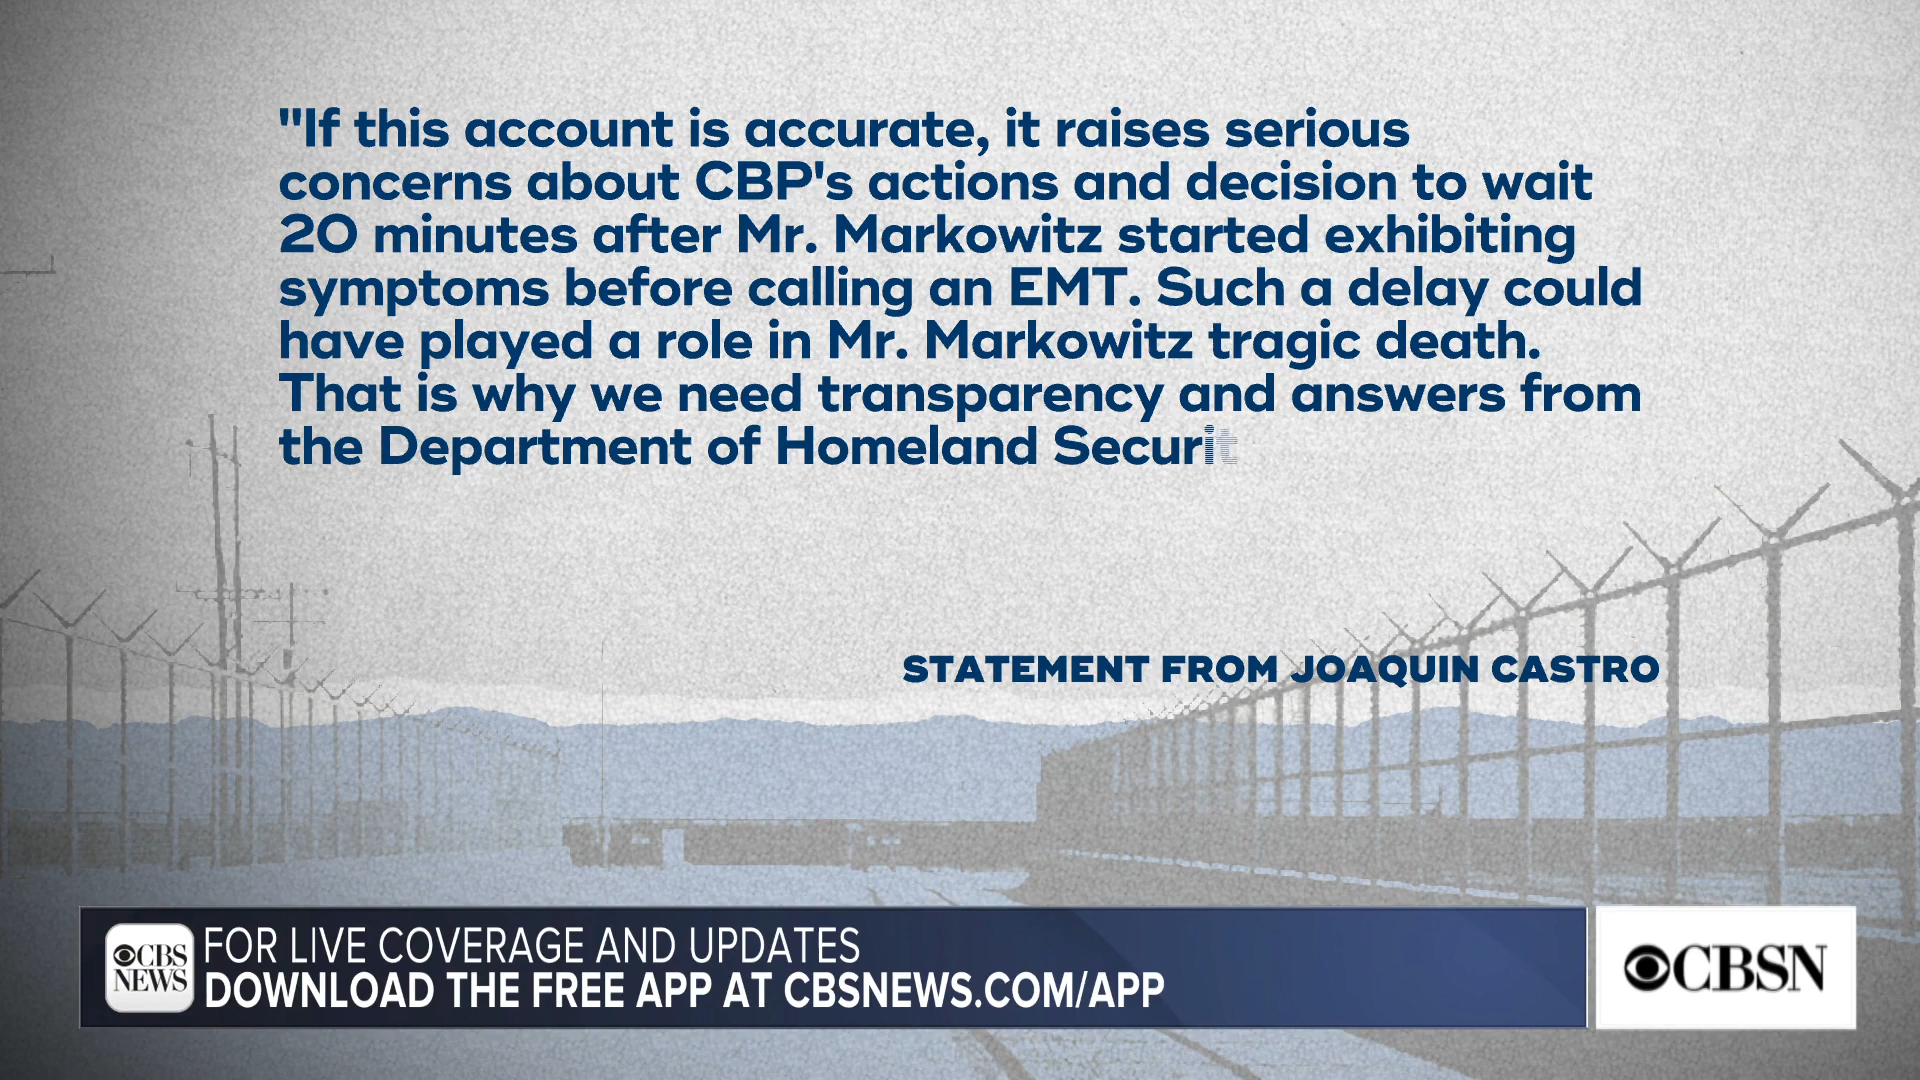 "If this account is accurate, it raises serious
concerns about CBP's actions and decision to wait
20 minutes after Mr. Markowitz started exhibiting
symptoms before calling an EMT. Such a delay could
have played a role in Mr. Markowitz tragic death.
That is why we need transparency and answers from
the Department of Homeland Securit
STATEMENT FROM JOAQUIN CASTRO
CBS NEWS
FOR LIVE COVERAGE AND UPDATES
DOWNLOAD THE FREE APP AT CBSNEWS.COM/APP
CBSN